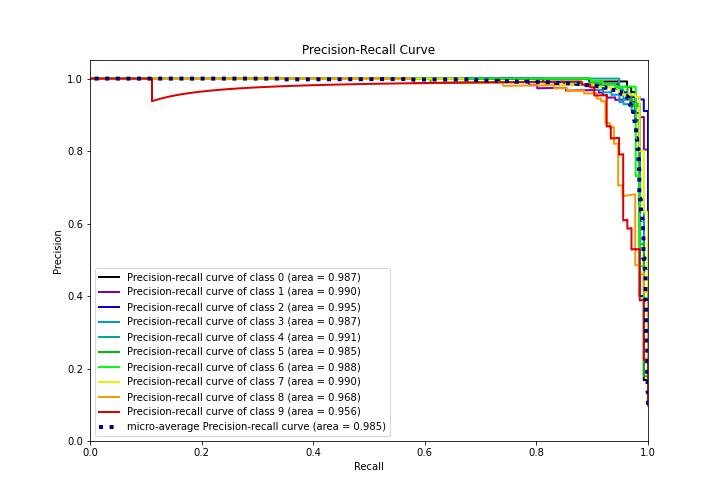 Precision-Recall Curve
Precision
1.0
0.8
0.6
0.4
0.2
0.0
Precision-recall curve of class 0 (area = 0.987)
Precision-recall curve of class 1 (area = 0.990)
Precision-recall curve of class 2 (area = 0.995)
Precision-recall curve of class 3 (area = 0.987)
Precision-recall curve of class 4 (area = 0.991)
Precision-recall curve of class 5 (area = 0.985)
Precision-recall curve of class 6 (area = 0.988)
Precision-recall curve of class 7 (area = 0.990)
Precision-recall curve of class 8 (area = 0.968)
Precision-recall curve of class 9 (area = 0.956)
micro-average Precision-recall curve (area = 0.985)
0.0 0.2 0.4 0.6 0.8 1.0
Recall